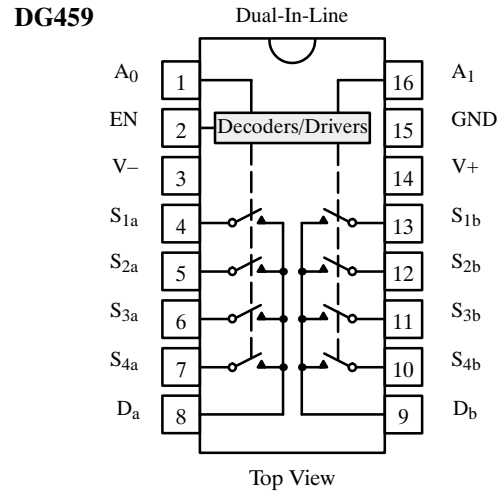 DG459
Dual-In-Line
A0 1 16 A1
EN 2 Decoders/Drivers 15 GND
V– 3 14 V+
S1a 4 13 S1b
S2a 5 12 S2b
S3a 6 11 S3b
S4a 7 10 S4b
Da 8 9 Db
Top View